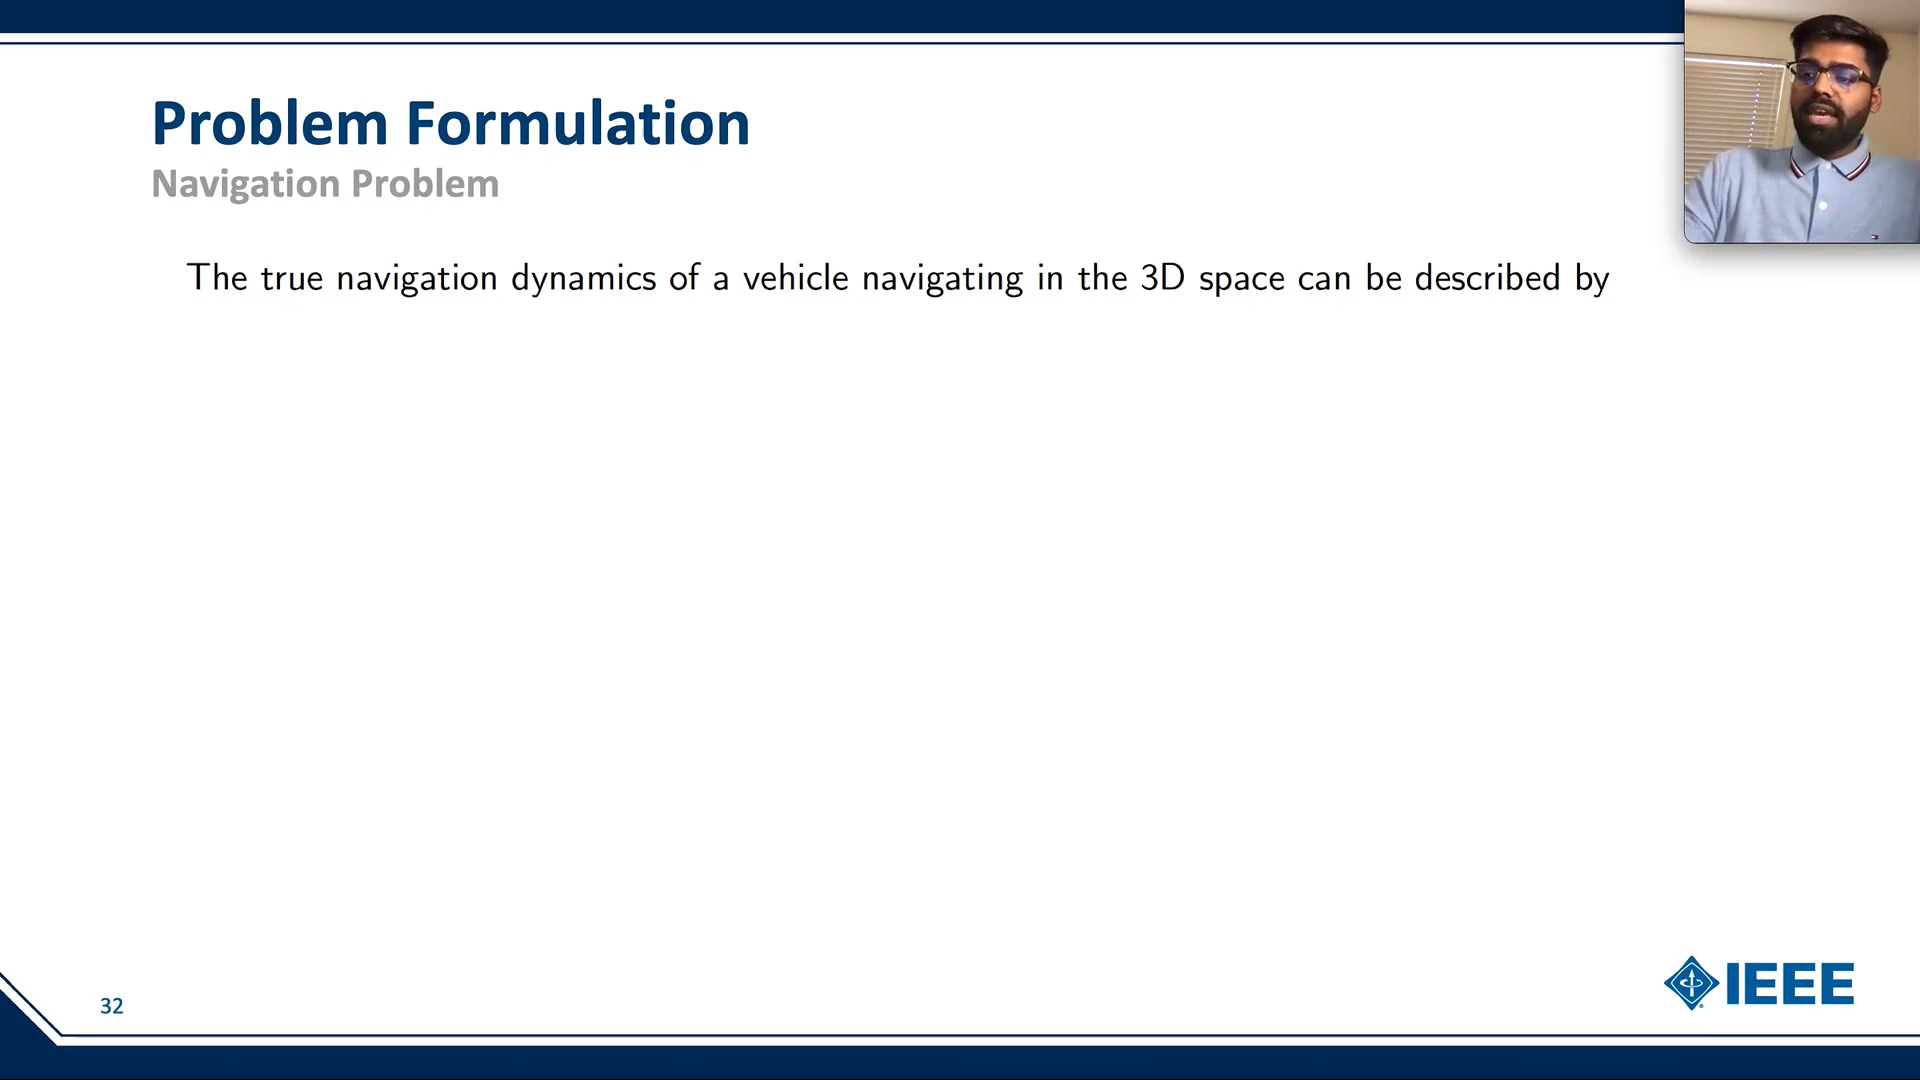 Problem Formulation
Navigation Problem
The true navigation dynamics of a vehicle navigating in the 3D space can be described by
32
IEEE